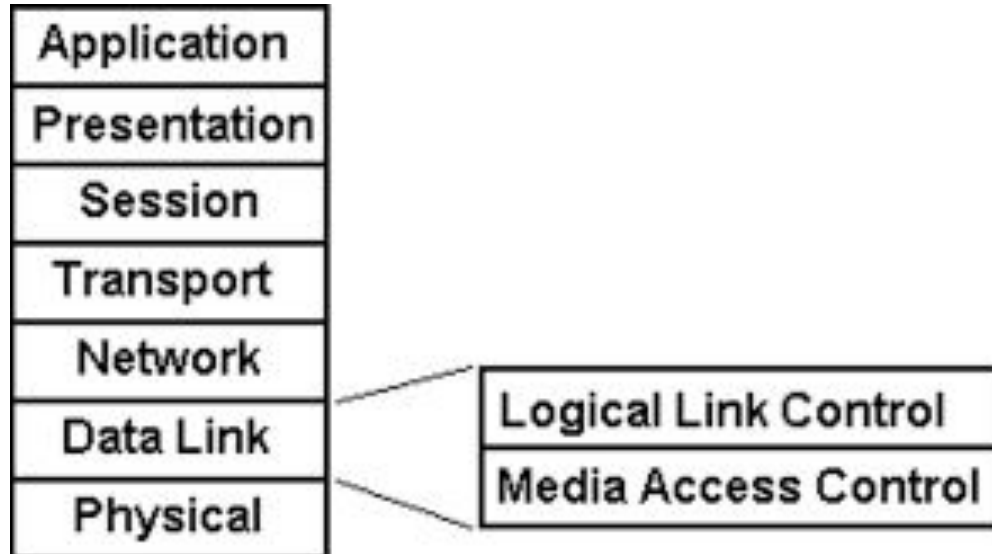 Application
Presentation
Session
Transport
Network
Data Link
Physical
Logical Link Control
Media Access Control